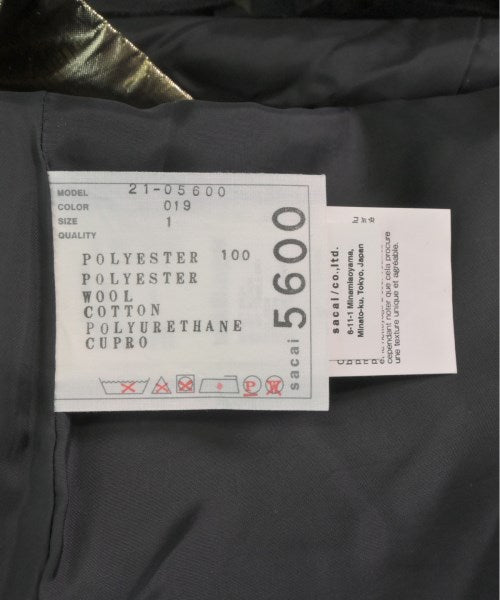 MODEL 21-05600
COLOR 019
SIZE 1
QUALITY
POLYESTER 100
POLYESTER
WOOL
COTTON
POLYURETHANE
CUPRO
P W
sacai 5600
sacai/co.,ltd.
6-11-1 Minamiaoyama,
Minato-ku, Tokyo, Japan
cependant noter que cela procure
une texture unique et agréable.